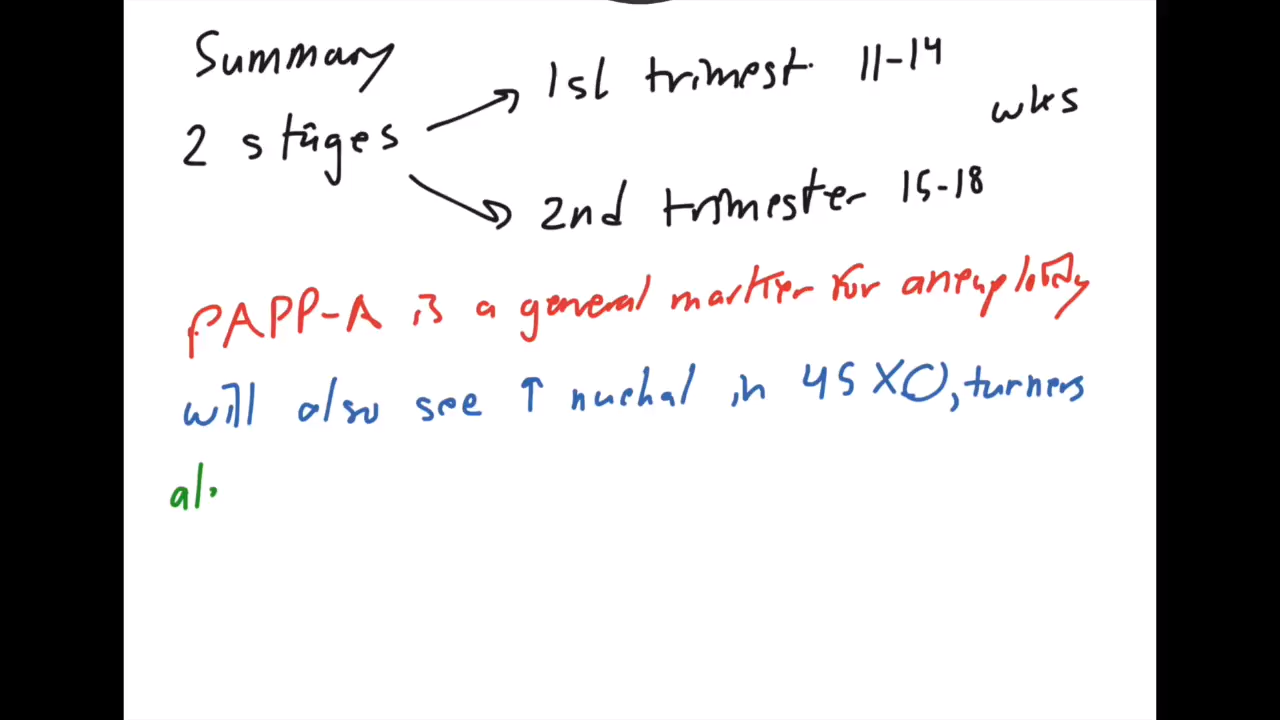 Summary
2 stages
1st trimest. 11-14
wks
2nd trimester 15-18
PAPP-A is a general marker for aneuploidy
will also see ↑ nuchal in 45 XO, turners
al